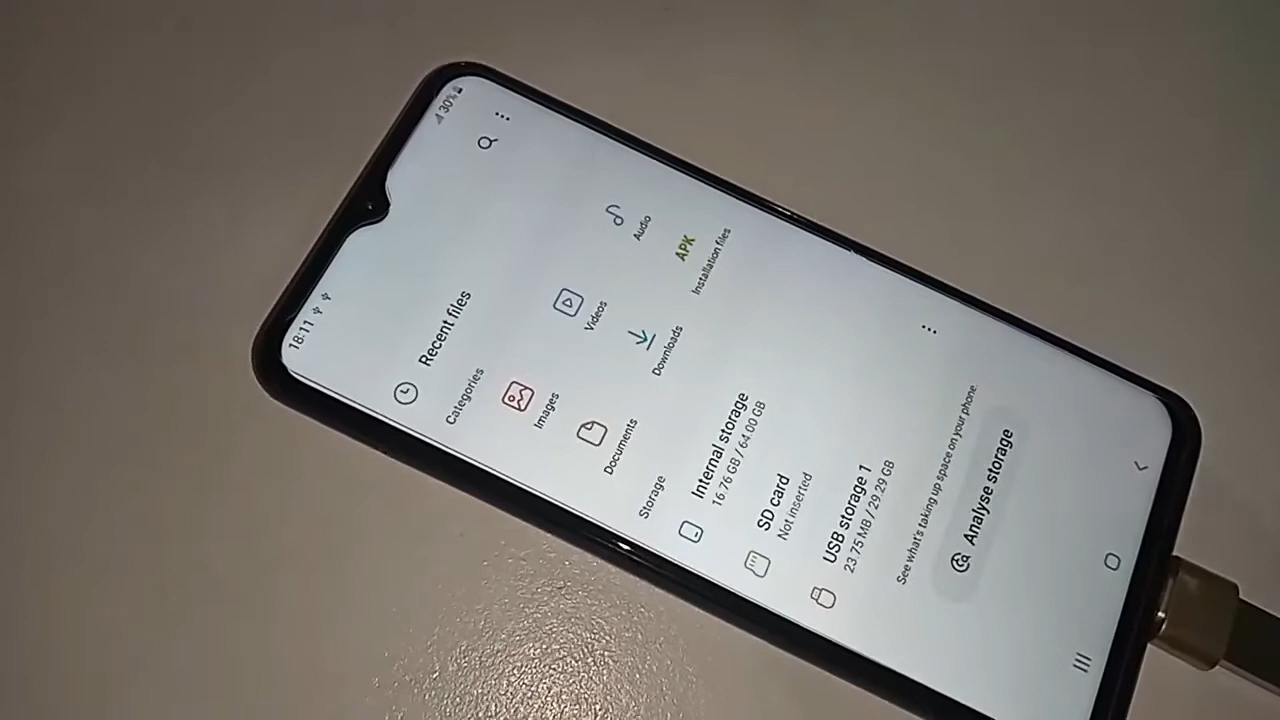 18:11
30%
Recent files
Categories
Images
Videos
Audio
Documents
Downloads
APK
Installation files
Storage
Internal storage
16.76 GB / 64.00 GB
SD card
Not inserted
USB storage 1
23.75 MB / 29.29 GB
See what's taking up space on your phone.
Analyse storage